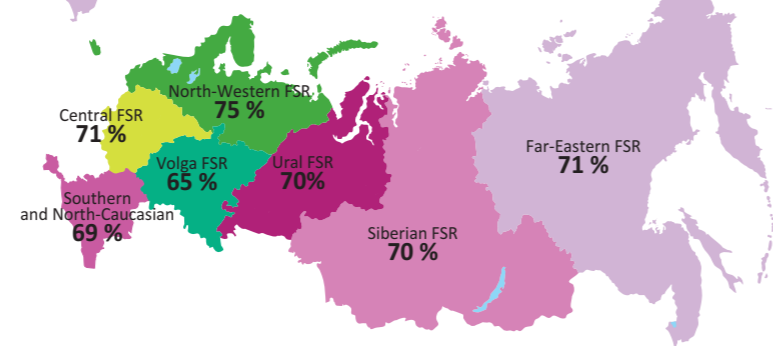 North-Western FSR
75 %
Central FSR
71 %
Volga FSR
65 %
Ural FSR
70%
Far-Eastern FSR
71 %
Southern
and North-Caucasian
69 %
Siberian FSR
70 %